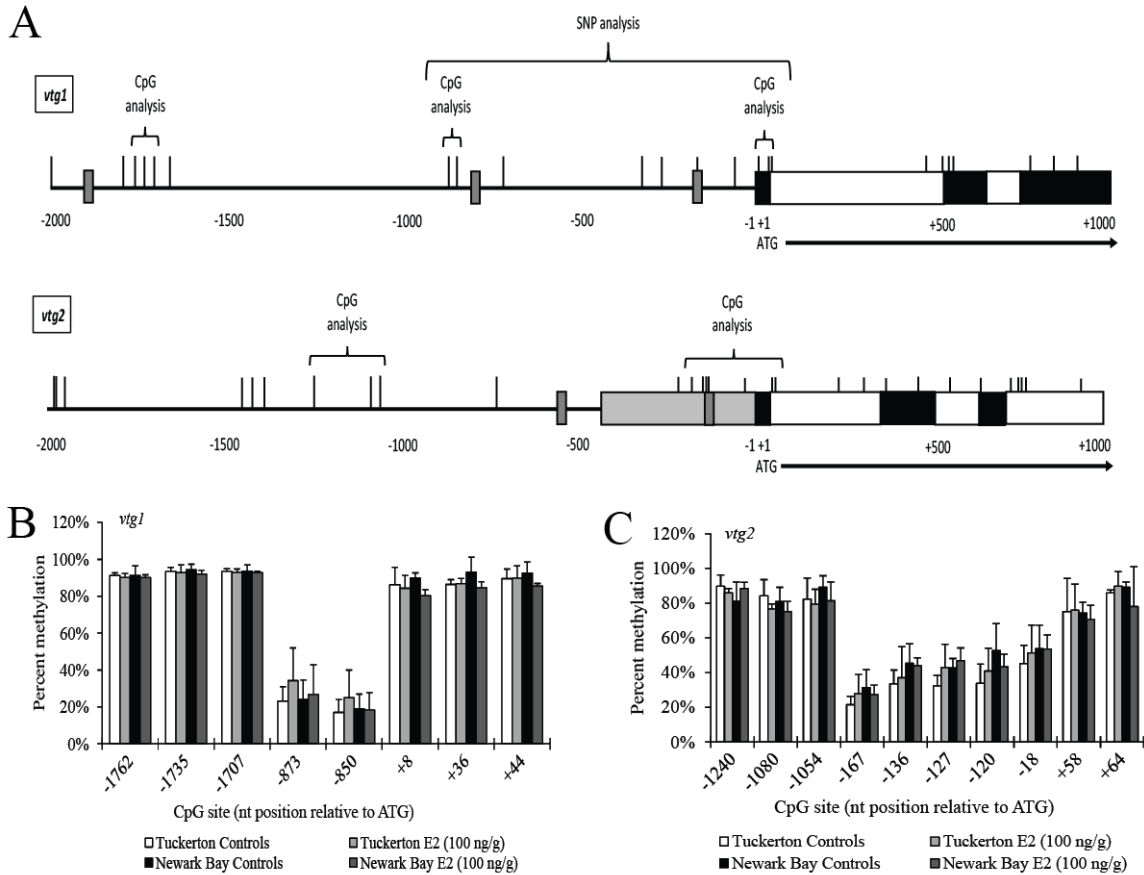 A
SNP analysis
vtg1
CpG
analysis
CpG
analysis
CpG
analysis
-2000 -1500 -1000 -500 -1 +1 +500 +1000
ATG
vtg2
CpG
analysis
CpG
analysis
-2000 -1500 -1000 -500 -1 +1 +500 +1000
ATG
B
vtg1
120%
100%
80%
60%
40%
20%
0%
Percent methylation
-1762 -1735 -1707 -873 -850 +8 +36 +44
CpG site (nt position relative to ATG)
Tuckerton Controls Tuckerton E2 (100 ng/g)
Newark Bay Controls Newark Bay E2 (100 ng/g)
C
vtg2
120%
100%
80%
60%
40%
20%
0%
Percent methylation
-1240 -1080 -1054 -167 -136 -127 -120 -18 +58 +64
CpG site (nt position relative to ATG)
Tuckerton Controls Tuckerton E2 (100 ng/g)
Newark Bay Controls Newark Bay E2 (100 ng/g)